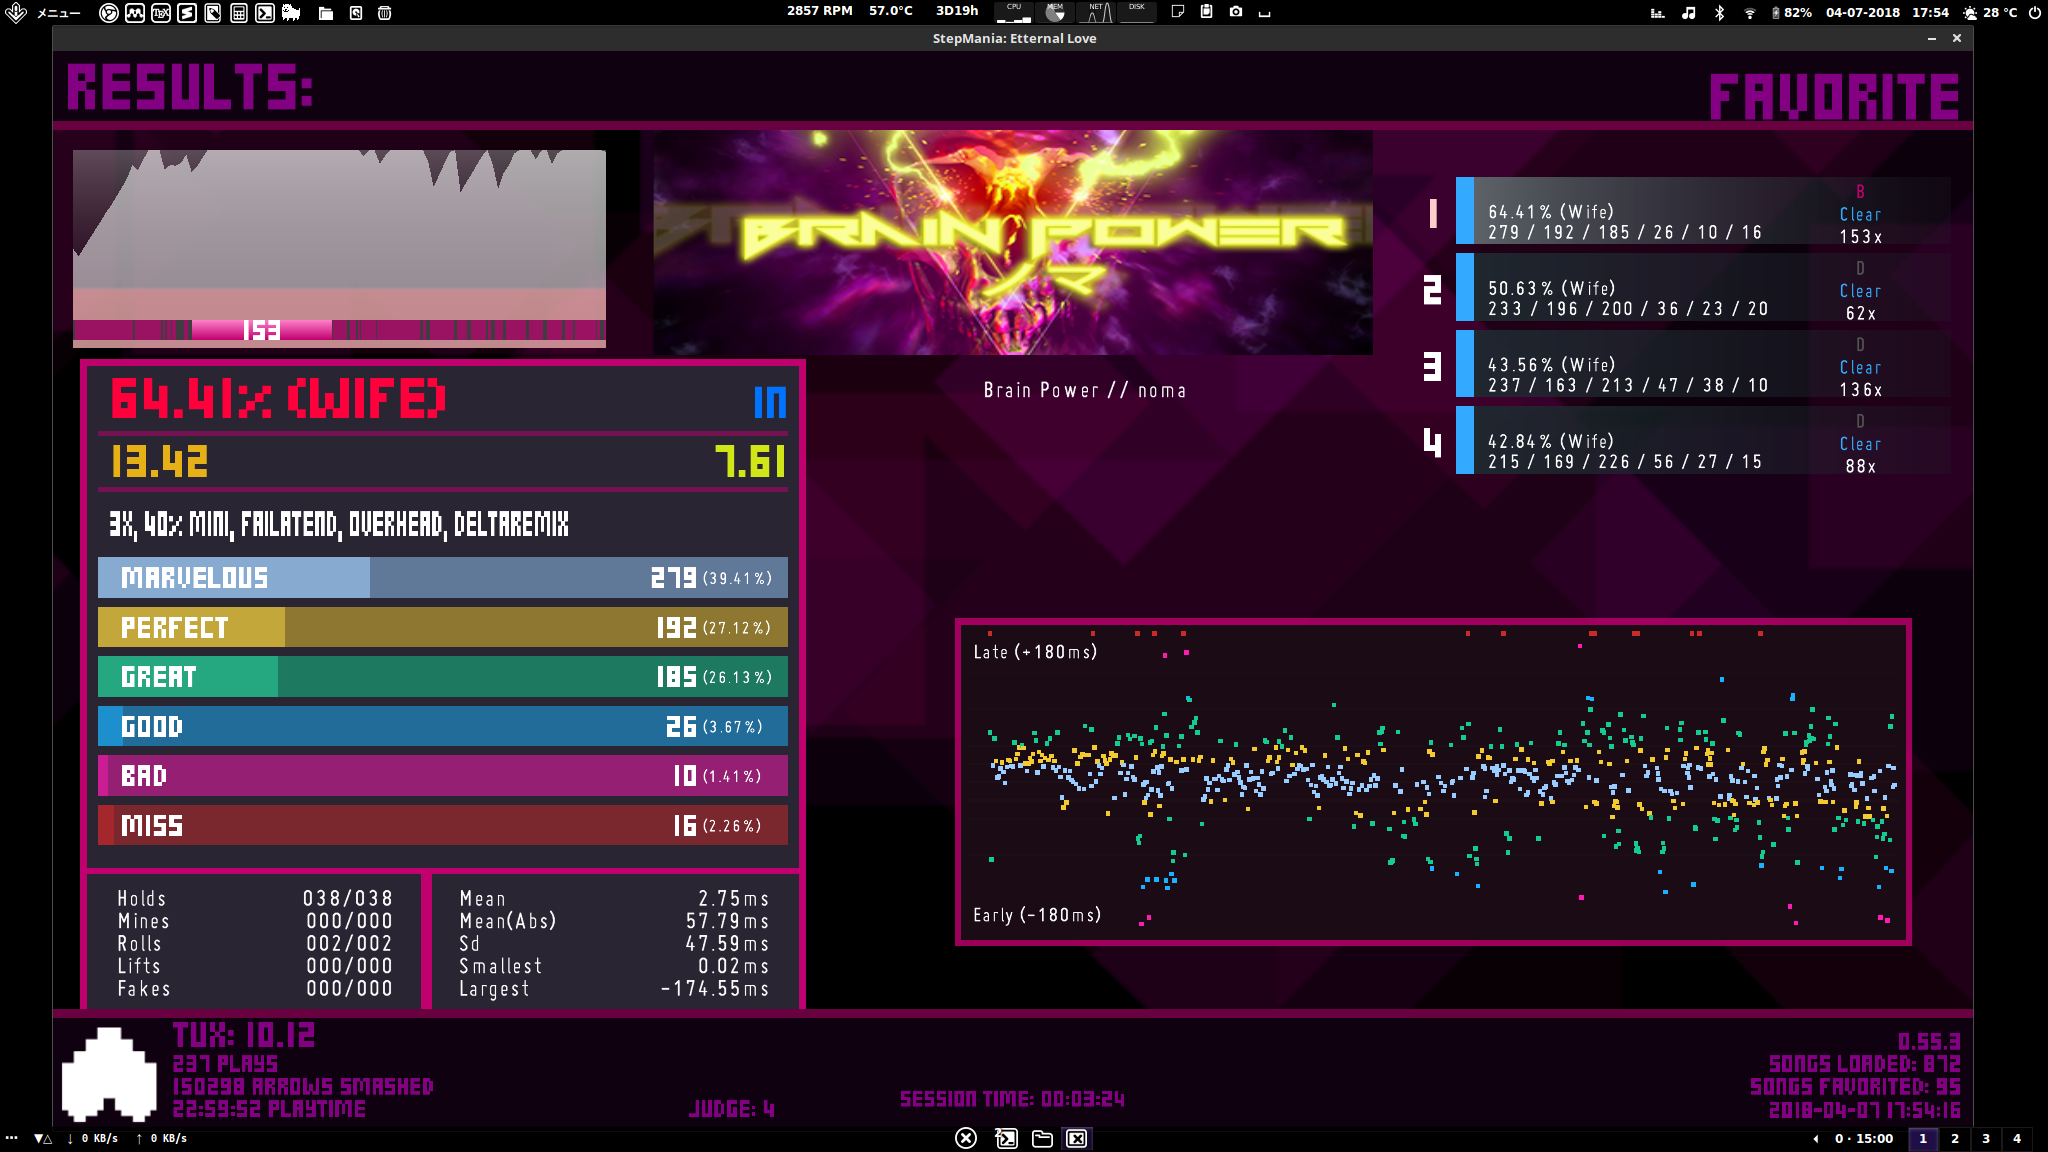 メニュー
2857 RPM 57.0°C 3D19h CPU MEM NET DISK
82% 04-07-2018 17:54 28 °C
StepMania: Etternal Love
RESULTS:
FAVORITE
153
BRAIN POWER
Brain Power // noma
1
64.41% (Wife)
279 / 192 / 185 / 26 / 10 / 16
B
Clear
153x
2
50.63% (Wife)
233 / 196 / 200 / 36 / 23 / 20
D
Clear
62x
3
43.56% (Wife)
237 / 163 / 213 / 47 / 38 / 10
D
Clear
136x
4
42.84% (Wife)
215 / 169 / 226 / 56 / 27 / 15
D
Clear
88x
64.41% (WIFE) 1N
13.42 7.61
3X, 40% MINI, FAILATEND, OVERHEAD, DELTAREMIX
MARVELOUS 279 (39.41%)
PERFECT 192 (27.12%)
GREAT 185 (26.13%)
GOOD 26 (3.67%)
BAD 10 (1.41%)
MISS 16 (2.26%)
Holds 038/038
Mines 000/000
Rolls 002/002
Lifts 000/000
Fakes 000/000
Mean 2.75ms
Mean(Abs) 57.79ms
Sd 47.59ms
Smallest 0.02ms
Largest -174.55ms
Late (+180ms)
Early (-180ms)
TUX: 10.12
237 PLAYS
150298 ARROWS SMASHED
22:59:52 PLAYTIME
JUDGE: 4
SESSION TIME: 00:03:24
0.55.3
SONGS LOADED: 872
SONGS FAVORITED: 95
2018-04-07 17:54:16
↓ 0 KB/s ↑ 0 KB/s
0 · 15:00 1 2 3 4